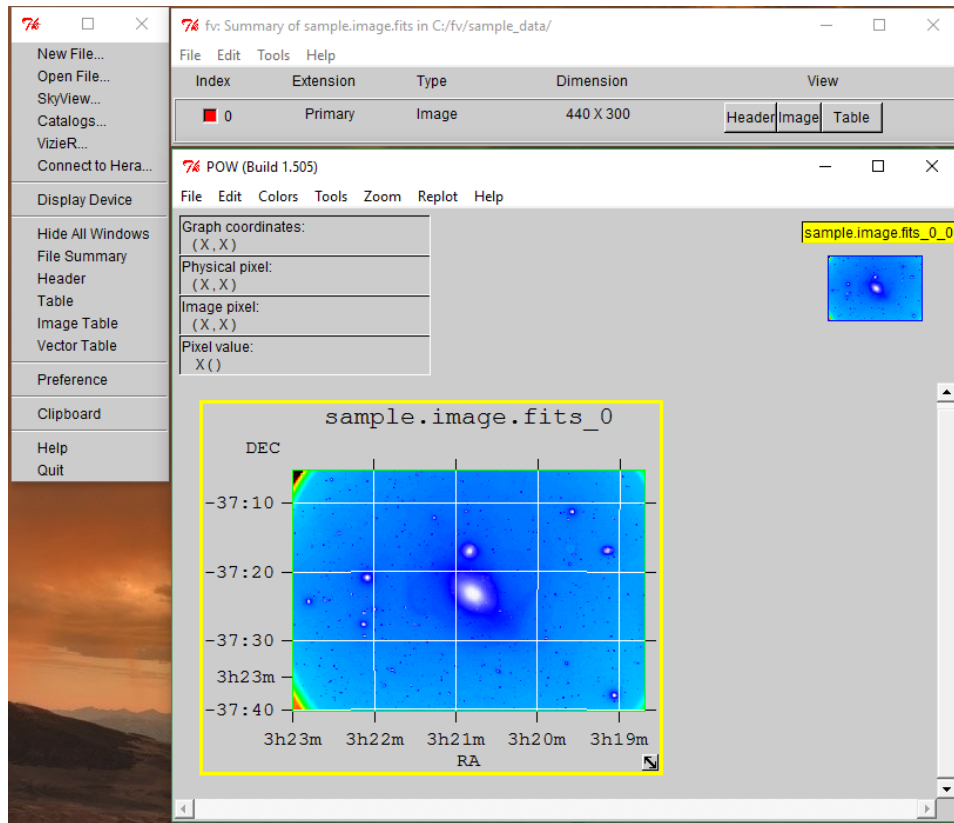 New File...
Open File...
SkyView...
Catalogs...
VizieR...
Connect to Hera...
Display Device
Hide All Windows
File Summary
Header
Table
Image Table
Vector Table
Preference
Clipboard
Help
Quit
fv: Summary of sample.image.fits in C:/fv/sample_data/
File Edit Tools Help
Index Extension Type Dimension View
0 Primary Image 440 X 300 Header Image Table
POW (Build 1.505)
File Edit Colors Tools Zoom Replot Help
Graph coordinates:
(X,X)
Physical pixel:
(X,X)
Image pixel:
(X,X)
Pixel value:
X()
sample.image.fits_0_0
sample.image.fits_0
DEC
-37:10
-37:20
-37:30
3h23m
-37:40
3h23m 3h22m 3h21m 3h20m 3h19m
RA